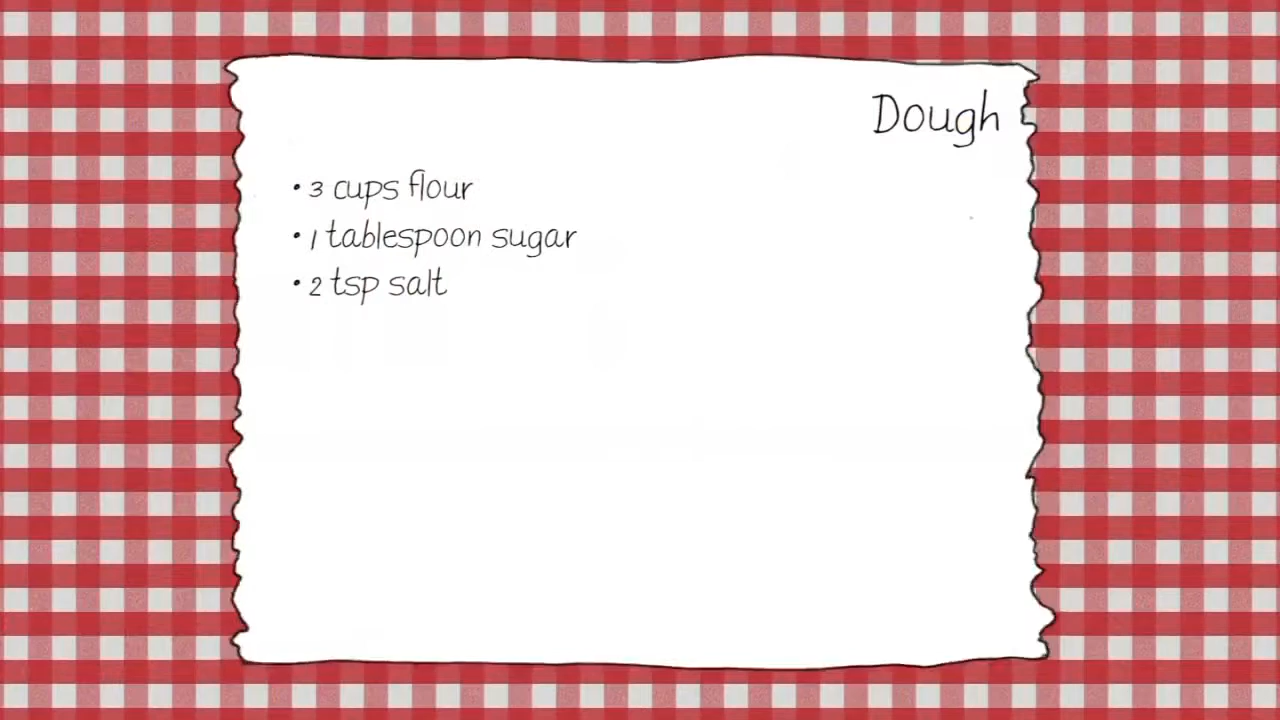 Dough
• 3 cups flour
• 1 tablespoon sugar
• 2 tsp salt